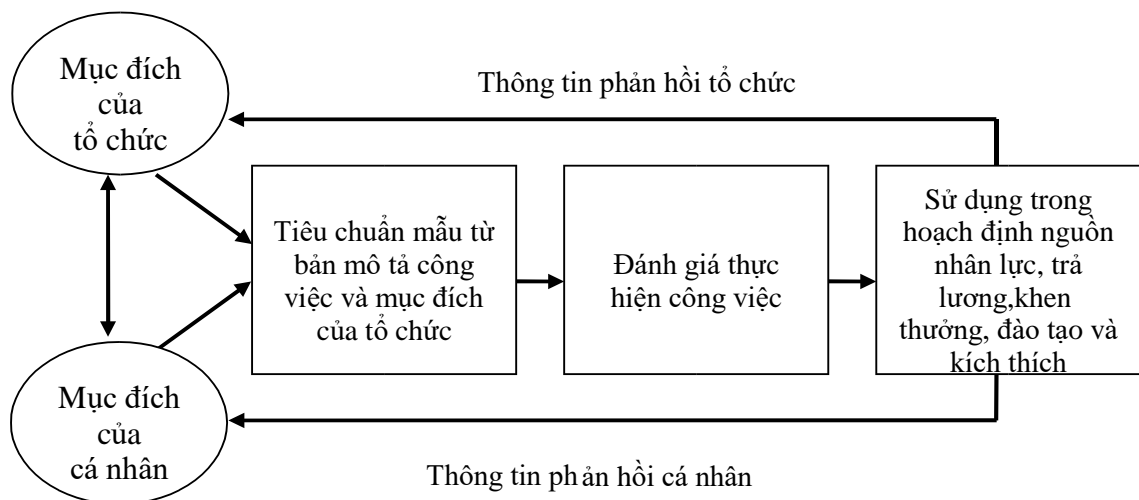 Mục đích
của
tổ chức
Thông tin phản hồi tổ chức
Tiêu chuẩn mẫu từ
bản mô tả công
việc và mục đích
của tổ chức
Đánh giá thực
hiện công việc
Sử dụng trong
hoạch định nguồn
nhân lực, trả
lương,khen
thưởng, đào tạo và
kích thích
Mục đích
của
cá nhân
Thông tin phản hồi cá nhân